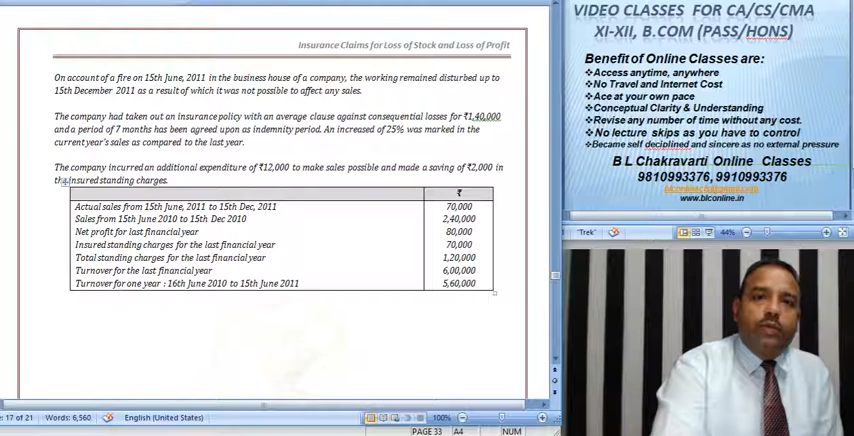 Insurance Claims for Loss of Stock and Loss of Profit
On account of a fire on 15th June, 2011 in the business house of a company, the working remained disturbed up to
15th December 2011 as a result of which it was not possible to affect any sales.
The company had taken out an insurance policy with an average clause against consequential losses for ₹1,40,000
and a period of 7 months has been agreed upon as indemnity period. An increased of 25% was marked in the
current year's sales as compared to the last year.
The company incurred an additional expenditure of ₹12,000 to make sales possible and made a saving of ₹2,000 in
the insured standing charges.
₹
Actual sales from 15th June, 2011 to 15th Dec, 2011 70,000
Sales from 15th June 2010 to 15th Dec 2010 2,40,000
Net profit for last financial year 80,000
Insured standing charges for the last financial year 70,000
Total standing charges for the last financial year 1,20,000
Turnover for the last financial year 6,00,000
Turnover for one year : 16th June 2010 to 15th June 2011 5,60,000
17 of 21 Words: 6,560 English (United States) 100%
PAGE 33 A4 NUM
VIDEO CLASSES FOR CA/CS/CMA
XI-XII, B.COM (PASS/HONS)
Benefit of Online Classes are:
Access anytime, anywhere
No Travel and Internet Cost
Ace at your own pace
Conceptual Clarity & Understanding
Revise any number of time without any cost.
No lecture skips as you have to control
Became self deciplined and sincere as no external pressure
B L Chakravarti Online Classes
9810993376, 9910993376
www.blconline.in
"Trek" 44%